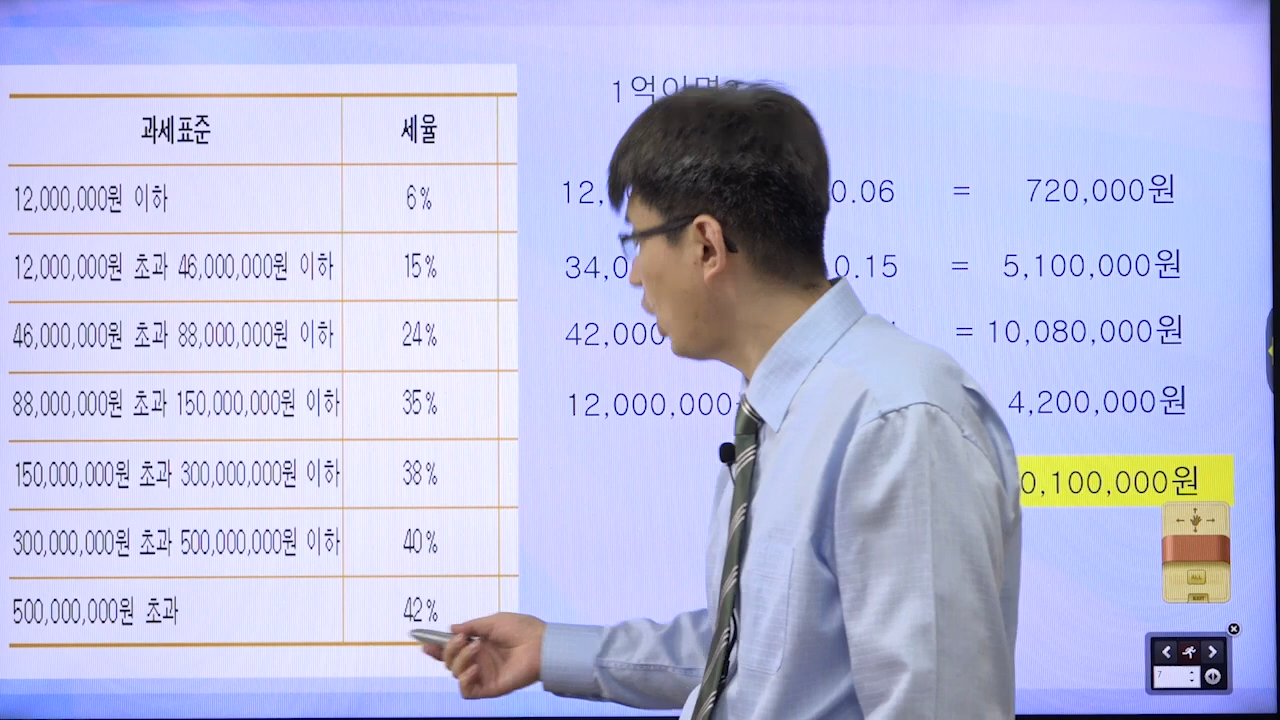 과세표준 세율
12,000,000원 이하 6%
12,000,000원 초과 46,000,000원 이하 15%
46,000,000원 초과 88,000,000원 이하 24%
88,000,000원 초과 150,000,000원 이하 35%
150,000,000원 초과 300,000,000원 이하 38%
300,000,000원 초과 500,000,000원 이하 40%
500,000,000원 초과 42%
1억이면
12, 0.06 = 720,000원
34,0 0.15 = 5,100,000원
42,000 = 10,080,000원
12,000,000 4,200,000원
0,100,000원
ALL
EXIT
7